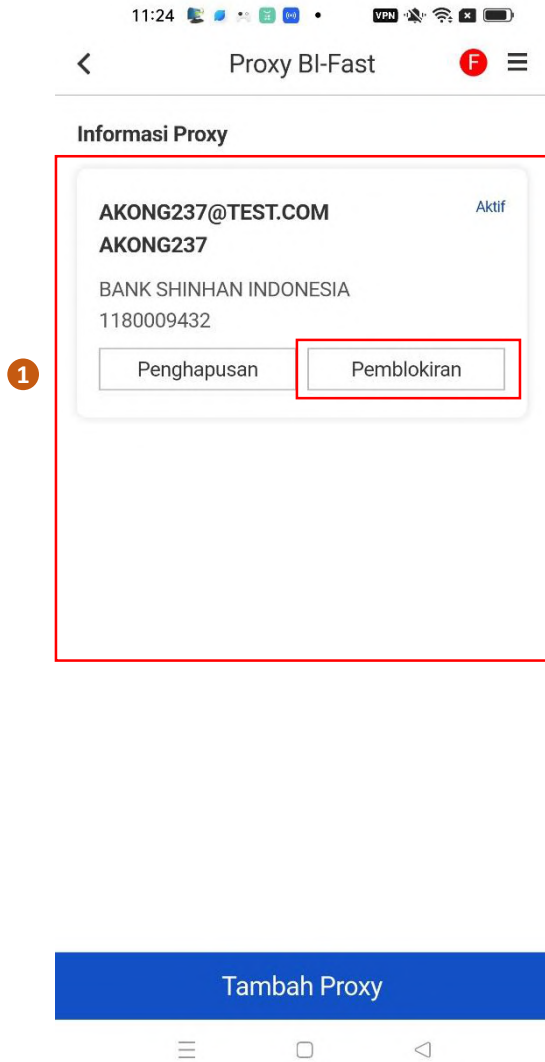 11:24 VPN
Proxy BI-Fast F
Informasi Proxy
AKONG237@TEST.COM Aktif
AKONG237
BANK SHINHAN INDONESIA
1180009432
1 Penghapusan Pemblokiran
Tambah Proxy